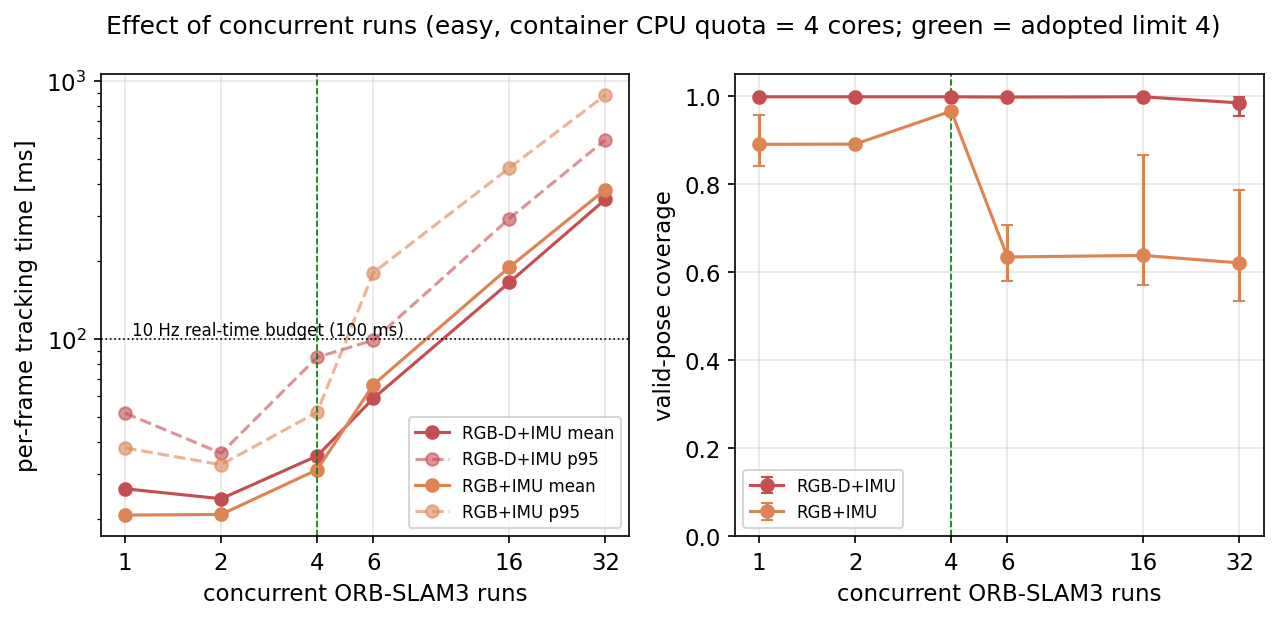 Effect of concurrent runs (easy, container CPU quota = 4 cores; green = adopted limit 4)
per-frame tracking time [ms]
10³
10²
10 Hz real-time budget (100 ms)
RGB-D+IMU mean
RGB-D+IMU p95
RGB+IMU mean
RGB+IMU p95
1 2 4 6 16 32
concurrent ORB-SLAM3 runs
valid-pose coverage
1.0
0.8
0.6
0.4
0.2
0.0
RGB-D+IMU
RGB+IMU
1 2 4 6 16 32
concurrent ORB-SLAM3 runs